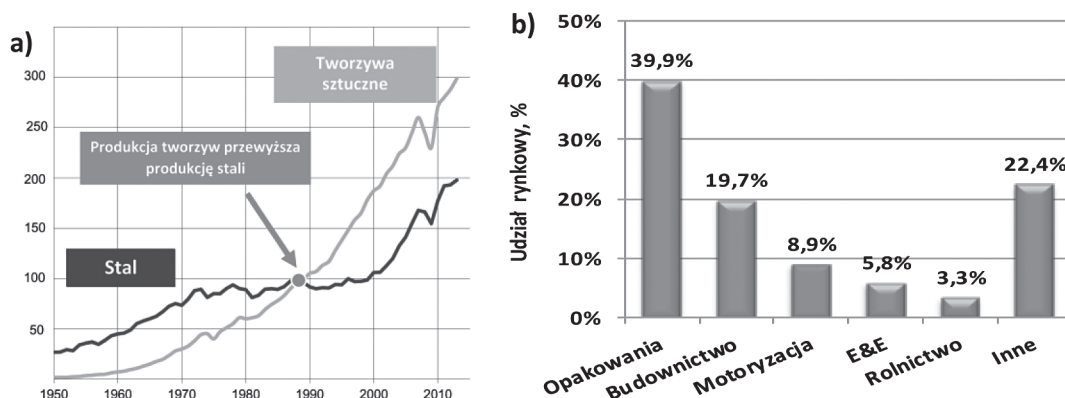 a)
300
250
200
150
100
50
1950
1960
1970
1980
1990
2000
2010
Tworzywa
sztuczne
Produkcja tworzyw przewyższa
produkcję stali
Stal
b)
Udział rynkowy, %
50%
40%
30%
20%
10%
0%
39,9%
19,7%
8,9%
5,8%
3,3%
22,4%
Opakowania
Budownictwo
Motoryzacja
E&E
Rolnictwo
Inne